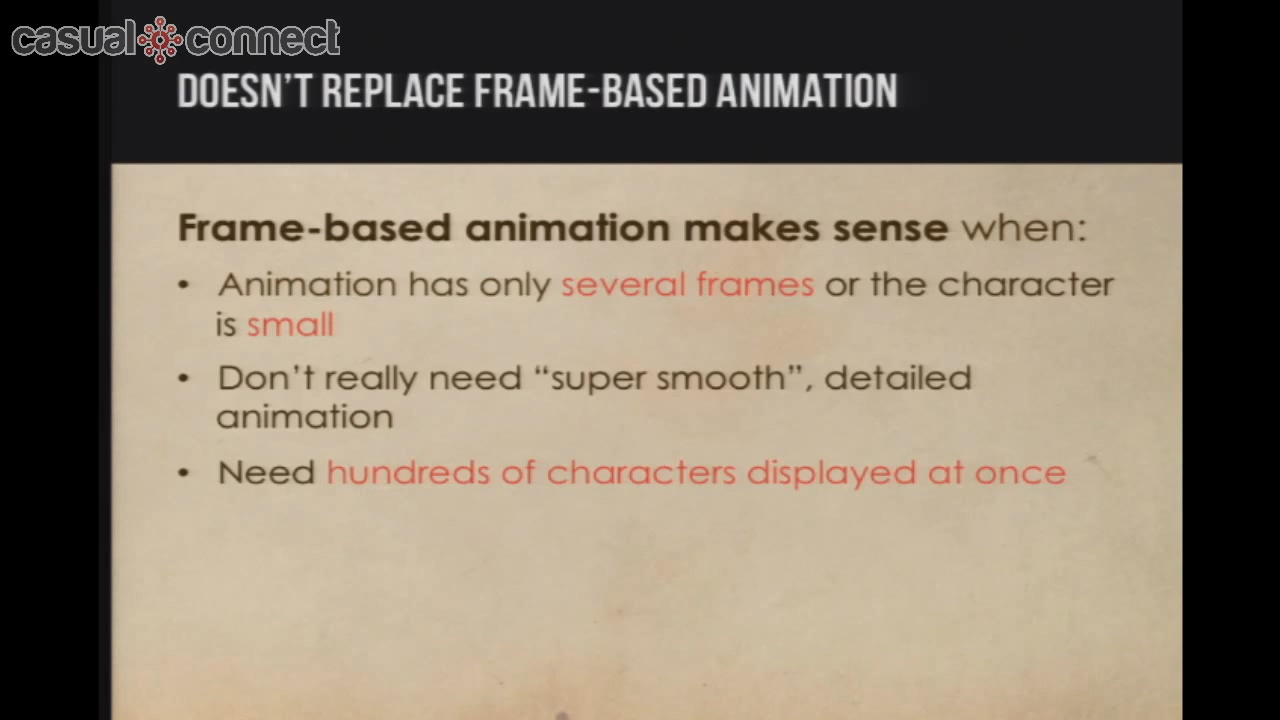 casual connect
DOESN'T REPLACE FRAME-BASED ANIMATION
Frame-based animation makes sense when:
• Animation has only several frames or the character
is small
• Don't really need “super smooth”, detailed
animation
• Need hundreds of characters displayed at once